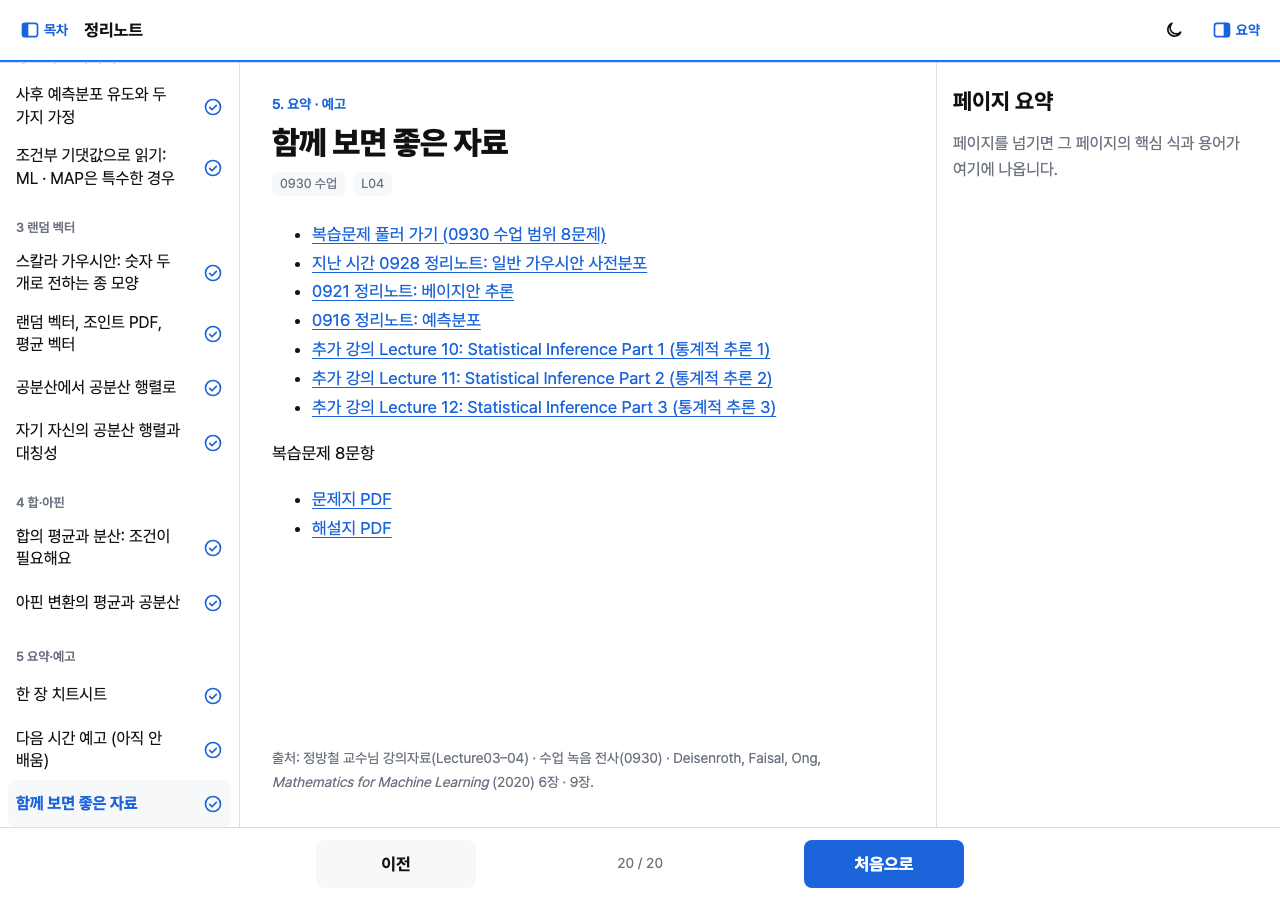 목차 정리노트 요약
사후 예측분포 유도와 두
가지 가정
조건부 기댓값으로 읽기:
ML · MAP은 특수한 경우
3 랜덤 벡터
스칼라 가우시안: 숫자 두
개로 전하는 종 모양
랜덤 벡터, 조인트 PDF,
평균 벡터
공분산에서 공분산 행렬로
자기 자신의 공분산 행렬과
대칭성
4 합·아핀
합의 평균과 분산: 조건이
필요해요
아핀 변환의 평균과 공분산
5 요약·예고
한 장 치트시트
다음 시간 예고 (아직 안
배움)
함께 보면 좋은 자료
5. 요약 · 예고
함께 보면 좋은 자료
0930 수업 L04
복습문제 풀러 가기 (0930 수업 범위 8문제)
지난 시간 0928 정리노트: 일반 가우시안 사전분포
0921 정리노트: 베이지안 추론
0916 정리노트: 예측분포
추가 강의 Lecture 10: Statistical Inference Part 1 (통계적 추론 1)
추가 강의 Lecture 11: Statistical Inference Part 2 (통계적 추론 2)
추가 강의 Lecture 12: Statistical Inference Part 3 (통계적 추론 3)
복습문제 8문항
문제지 PDF
해설지 PDF
출처: 정방철 교수님 강의자료(Lecture03–04) · 수업 녹음 전사(0930) · Deisenroth, Faisal, Ong,
Mathematics for Machine Learning (2020) 6장 · 9장.
페이지 요약
페이지를 넘기면 그 페이지의 핵심 식과 용어가
여기에 나옵니다.
이전 20 / 20 처음으로